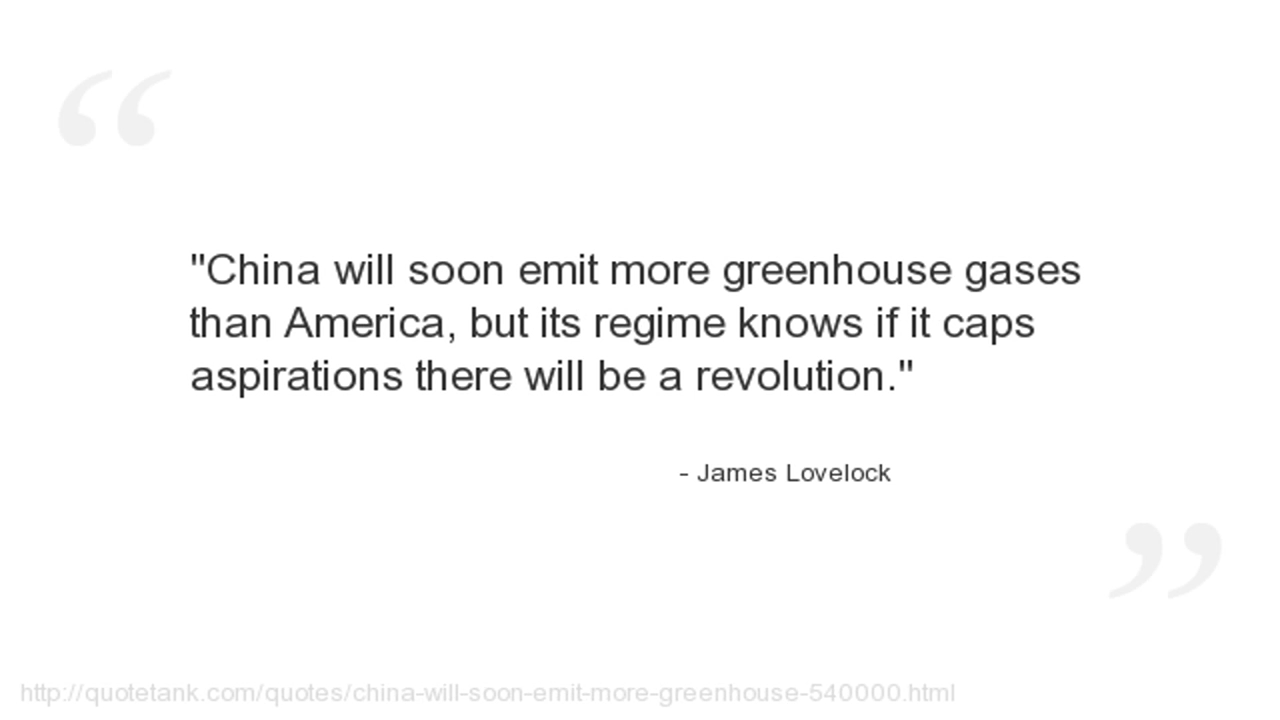 "China will soon emit more greenhouse gases
than America, but its regime knows if it caps
aspirations there will be a revolution."
- James Lovelock
http://quotetank.com/quotes/china-will-soon-emit-more-greenhouse-540000.html